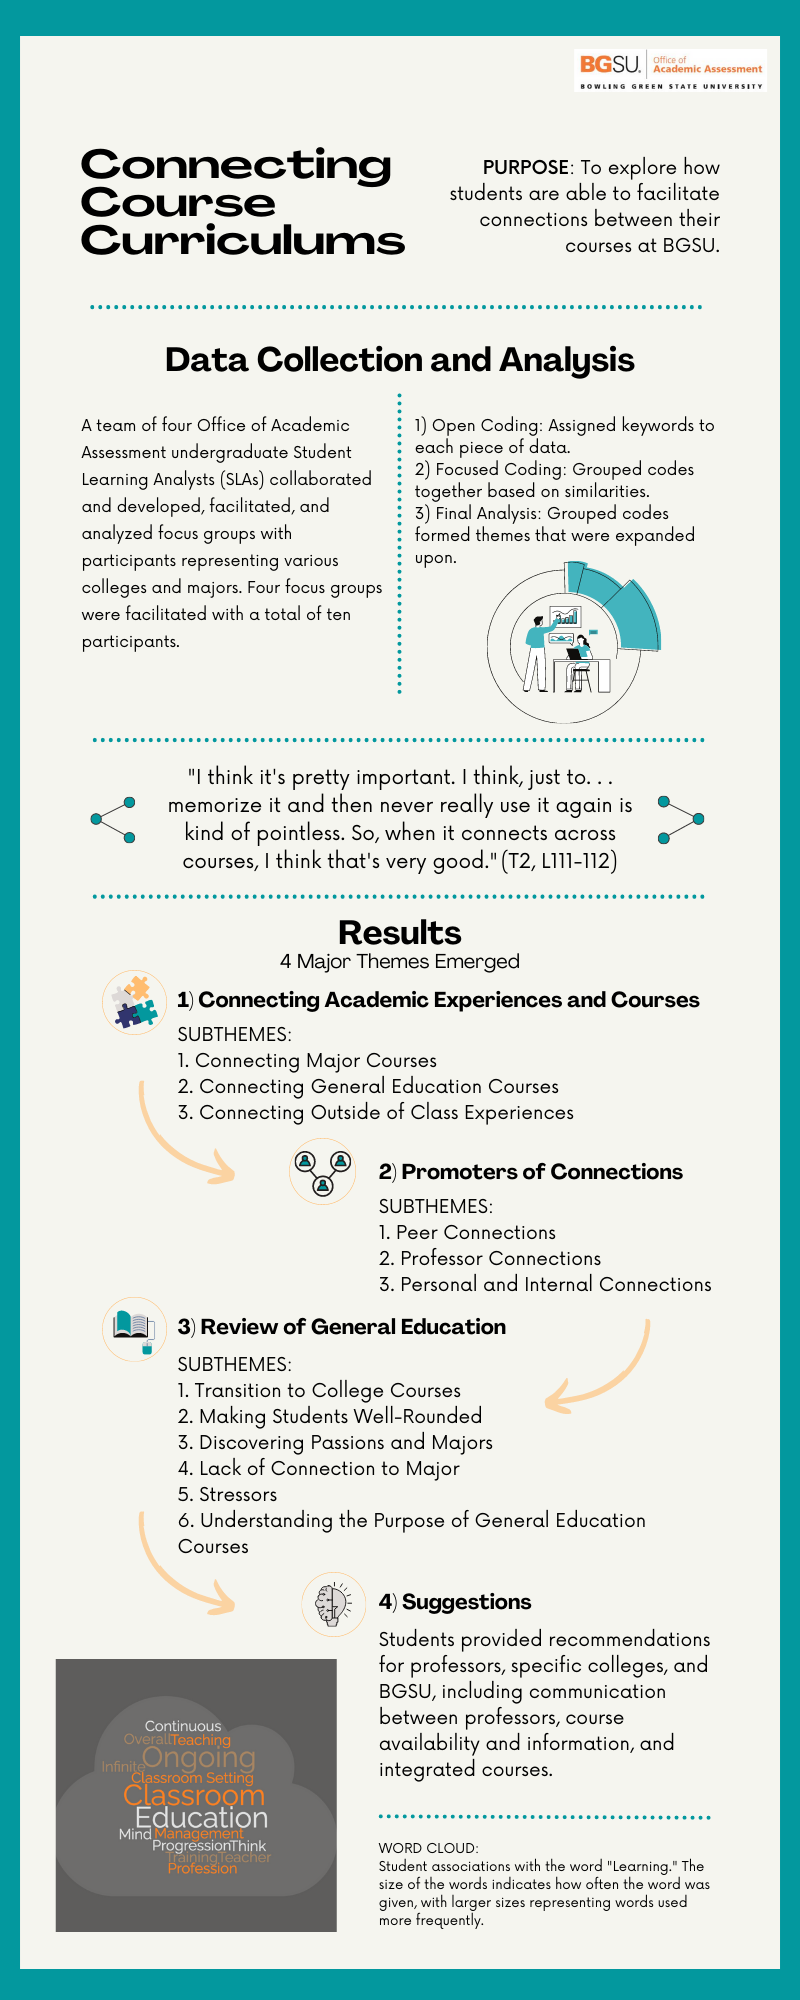 BGSU. Office of
Academic Assessment
BOWLING GREEN STATE UNIVERSITY
Connecting
Course
Curriculums
PURPOSE: To explore how
students are able to facilitate
connections between their
courses at BGSU.
Data Collection and Analysis
A team of four Office of Academic
Assessment undergraduate Student
Learning Analysts (SLAs) collaborated
and developed, facilitated, and
analyzed focus groups with
participants representing various
colleges and majors. Four focus groups
were facilitated with a total of ten
participants.
1) Open Coding: Assigned keywords to
each piece of data.
2) Focused Coding: Grouped codes
together based on similarities.
3) Final Analysis: Grouped codes
formed themes that were expanded
upon.
"I think it's pretty important. I think, just to. . .
memorize it and then never really use it again is
kind of pointless. So, when it connects across
courses, I think that's very good." (T2, L111-112)
Results
4 Major Themes Emerged
1) Connecting Academic Experiences and Courses
SUBTHEMES:
1. Connecting Major Courses
2. Connecting General Education Courses
3. Connecting Outside of Class Experiences
2) Promoters of Connections
SUBTHEMES:
1. Peer Connections
2. Professor Connections
3. Personal and Internal Connections
3) Review of General Education
SUBTHEMES:
1. Transition to College Courses
2. Making Students Well-Rounded
3. Discovering Passions and Majors
4. Lack of Connection to Major
5. Stressors
6. Understanding the Purpose of General Education
Courses
4) Suggestions
Students provided recommendations
for professors, specific colleges, and
BGSU, including communication
between professors, course
availability and information, and
integrated courses.
Continuous
Overall Teaching
Ongoing
Infinite
Classroom Setting
Classroom
Education
Mind Management
Progression Think
Training Teacher
Profession
WORD CLOUD:
Student associations with the word "Learning." The
size of the words indicates how often the word was
given, with larger sizes representing words used
more frequently.